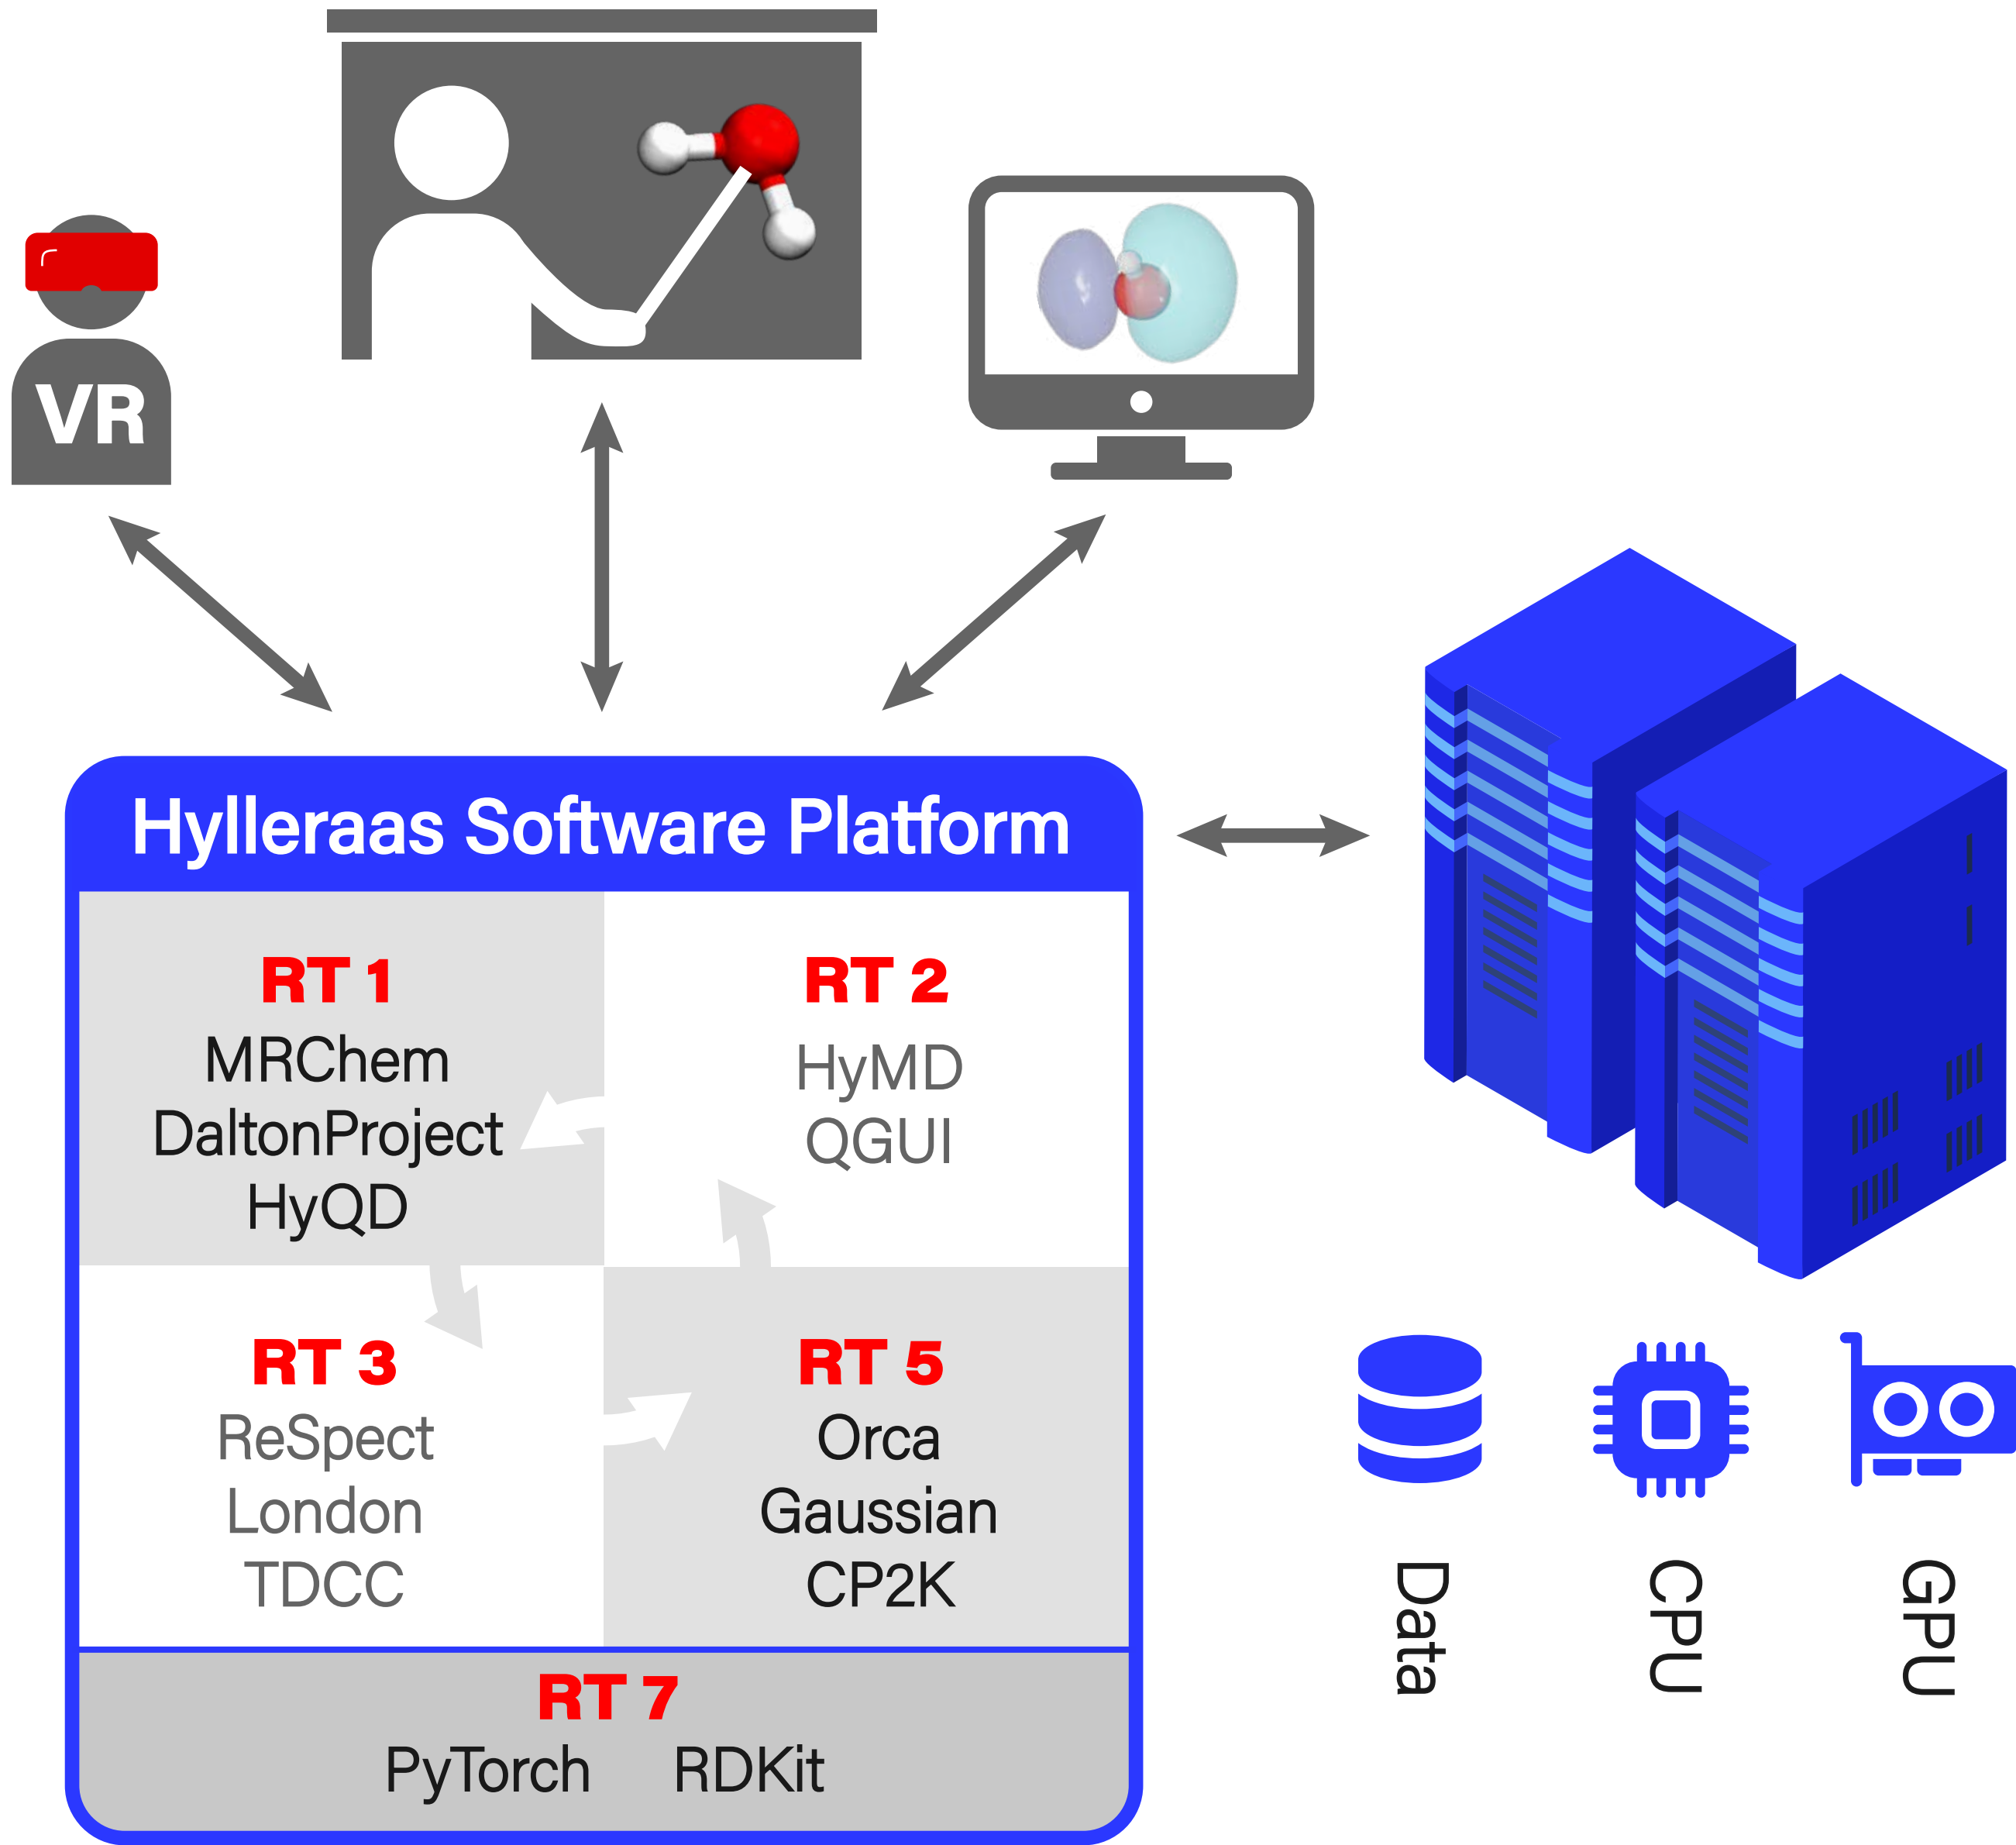 VR
Hylleraas Software Platform
RT 1
MRChem
DaltonProject
HyQD
RT 2
HyMD
QGUI
RT 3
ReSpect
London
TDCC
RT 5
Orca
Gaussian
CP2K
RT 7
PyTorch RDKit
Data
CPU
GPU